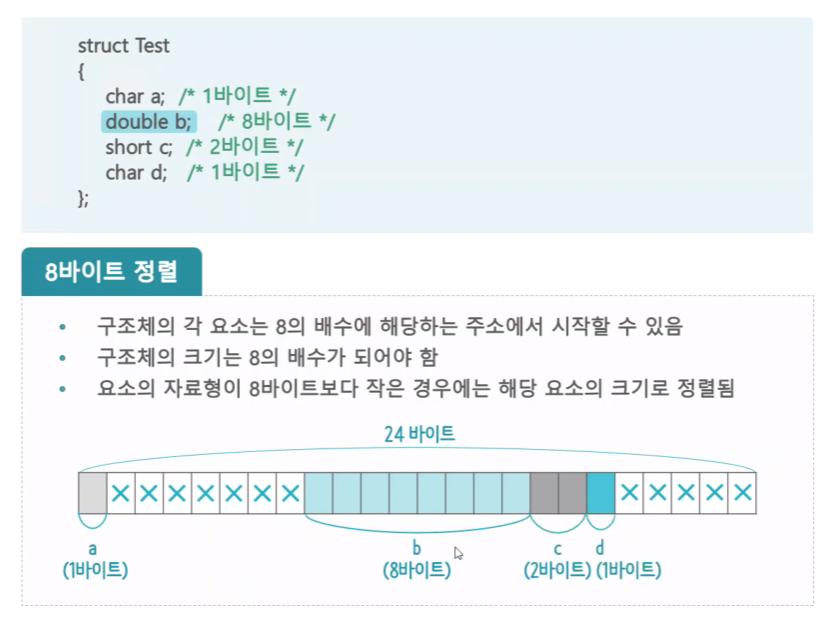 struct Test
{
char a; /* 1바이트 */
double b; /* 8바이트 */
short c; /* 2바이트 */
char d; /* 1바이트 */
};
8바이트 정렬
• 구조체의 각 요소는 8의 배수에 해당하는 주소에서 시작할 수 있음
• 구조체의 크기는 8의 배수가 되어야 함
• 요소의 자료형이 8바이트보다 작은 경우에는 해당 요소의 크기로 정렬됨
24 바이트
a b c d
(1바이트) (8바이트) (2바이트) (1바이트)